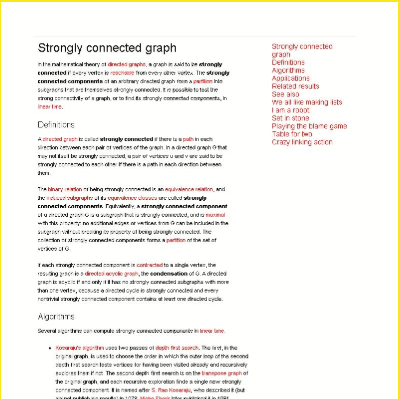 Strongly connected graph
In the mathematical theory of directed graphs, a graph is said to be strongly
connected if every vertex is reachable from every other vertex. The strongly
connected components of an arbitrary directed graph form a partition into
subgraphs that are themselves strongly connected. It is possible to test the
strong connectivity of a graph, or to find its strongly connected components, in
linear time.
Definitions
A directed graph is called strongly connected if there is a path in each
direction between each pair of vertices of the graph. In a directed graph G that
may not itself be strongly connected, a pair of vertices u and v are said to be
strongly connected to each other if there is a path in each direction between
them.
The binary relation of being strongly connected is an equivalence relation, and
the induced subgraphs of its equivalence classes are called strongly
connected components. Equivalently, a strongly connected component
of a directed graph G is a subgraph that is strongly connected, and is maximal
with this property: no additional edges or vertices from G can be included in the
subgraph without breaking its property of being strongly connected. The
collection of strongly connected components forms a partition of the set of
vertices of G.
If each strongly connected component is contracted to a single vertex, the
resulting graph is a directed acyclic graph, the condensation of G. A directed
graph is acyclic if and only if it has no strongly connected subgraphs with more
than one vertex, because a directed cycle is strongly connected and every
nontrivial strongly connected component contains at least one directed cycle.
Algorithms
Several algorithms can compute strongly connected components in linear time.
Kosaraju's algorithm uses two passes of depth first search. The first, in the
original graph, is used to choose the order in which the outer loop of the second
depth first search tests vertices for having been visited already and recursively
explores them if not. The second depth first search is on the transpose graph of
the original graph, and each recursive exploration finds a single new strongly
connected component. It is named after S. Rao Kosaraju, who described it (but
Strongly connected
graph
Definitions
Algorithms
Applications
Related results
See also
We all like making lists
I am a robot
Set in stone
Playing the blame game
Table for two
Crazy linking action